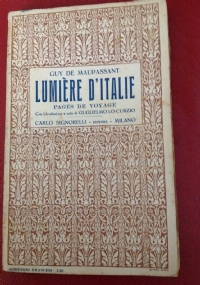 GUY DE MAUPASSANT
LUMIÈRE D'ITALIE
PAGES DE VOYAGE
Con introduzione e note di GUGLIELMO LO CURZIO
CARLO SIGNORELLI - EDITORE - MILANO